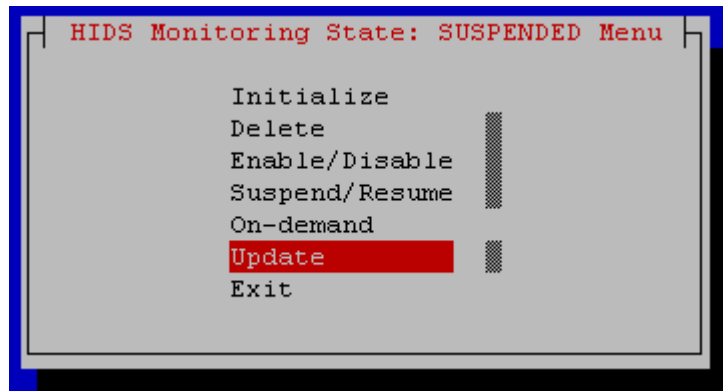 HIDS Monitoring State: SUSPENDED Menu
Initialize
Delete
Enable/Disable
Suspend/Resume
On-demand
Update
Exit